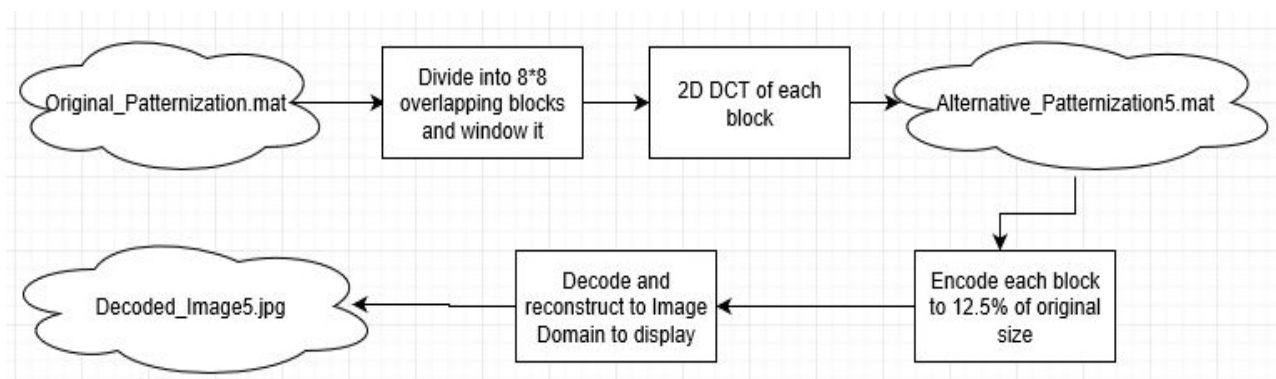 Original_Patternization.mat
Divide into 8*8
overlapping blocks
and window it
2D DCT of each
block
Alternative_Patternization5.mat
Encode each block
to 12.5% of original
size
Decode and
reconstruct to Image
Domain to display
Decoded_Image5.jpg